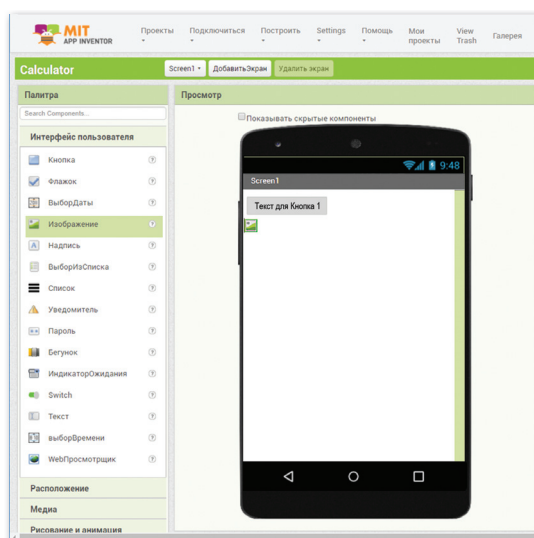 MIT
APP INVENTOR
Проекты
Подключиться
Построить
Settings
Помощь
Мои
проекты
View
Trash
Галерея
Calculator
Screen1
ДобавитьЭкран
Удалить экран
Палитра
Просмотр
Search Components...
Показывать скрытые компоненты
Интерфейс пользователя
Кнопка
Флажок
ВыборДаты
Изображение
Надпись
ВыборИзСписка
Список
Уведомитель
Пароль
Бегунок
ИндикаторОжидания
Switch
Текст
выборВремени
WebПросмотрщик
Расположение
Медиа
Рисование и анимация
9:48
Screen1
Текст для Кнопка 1